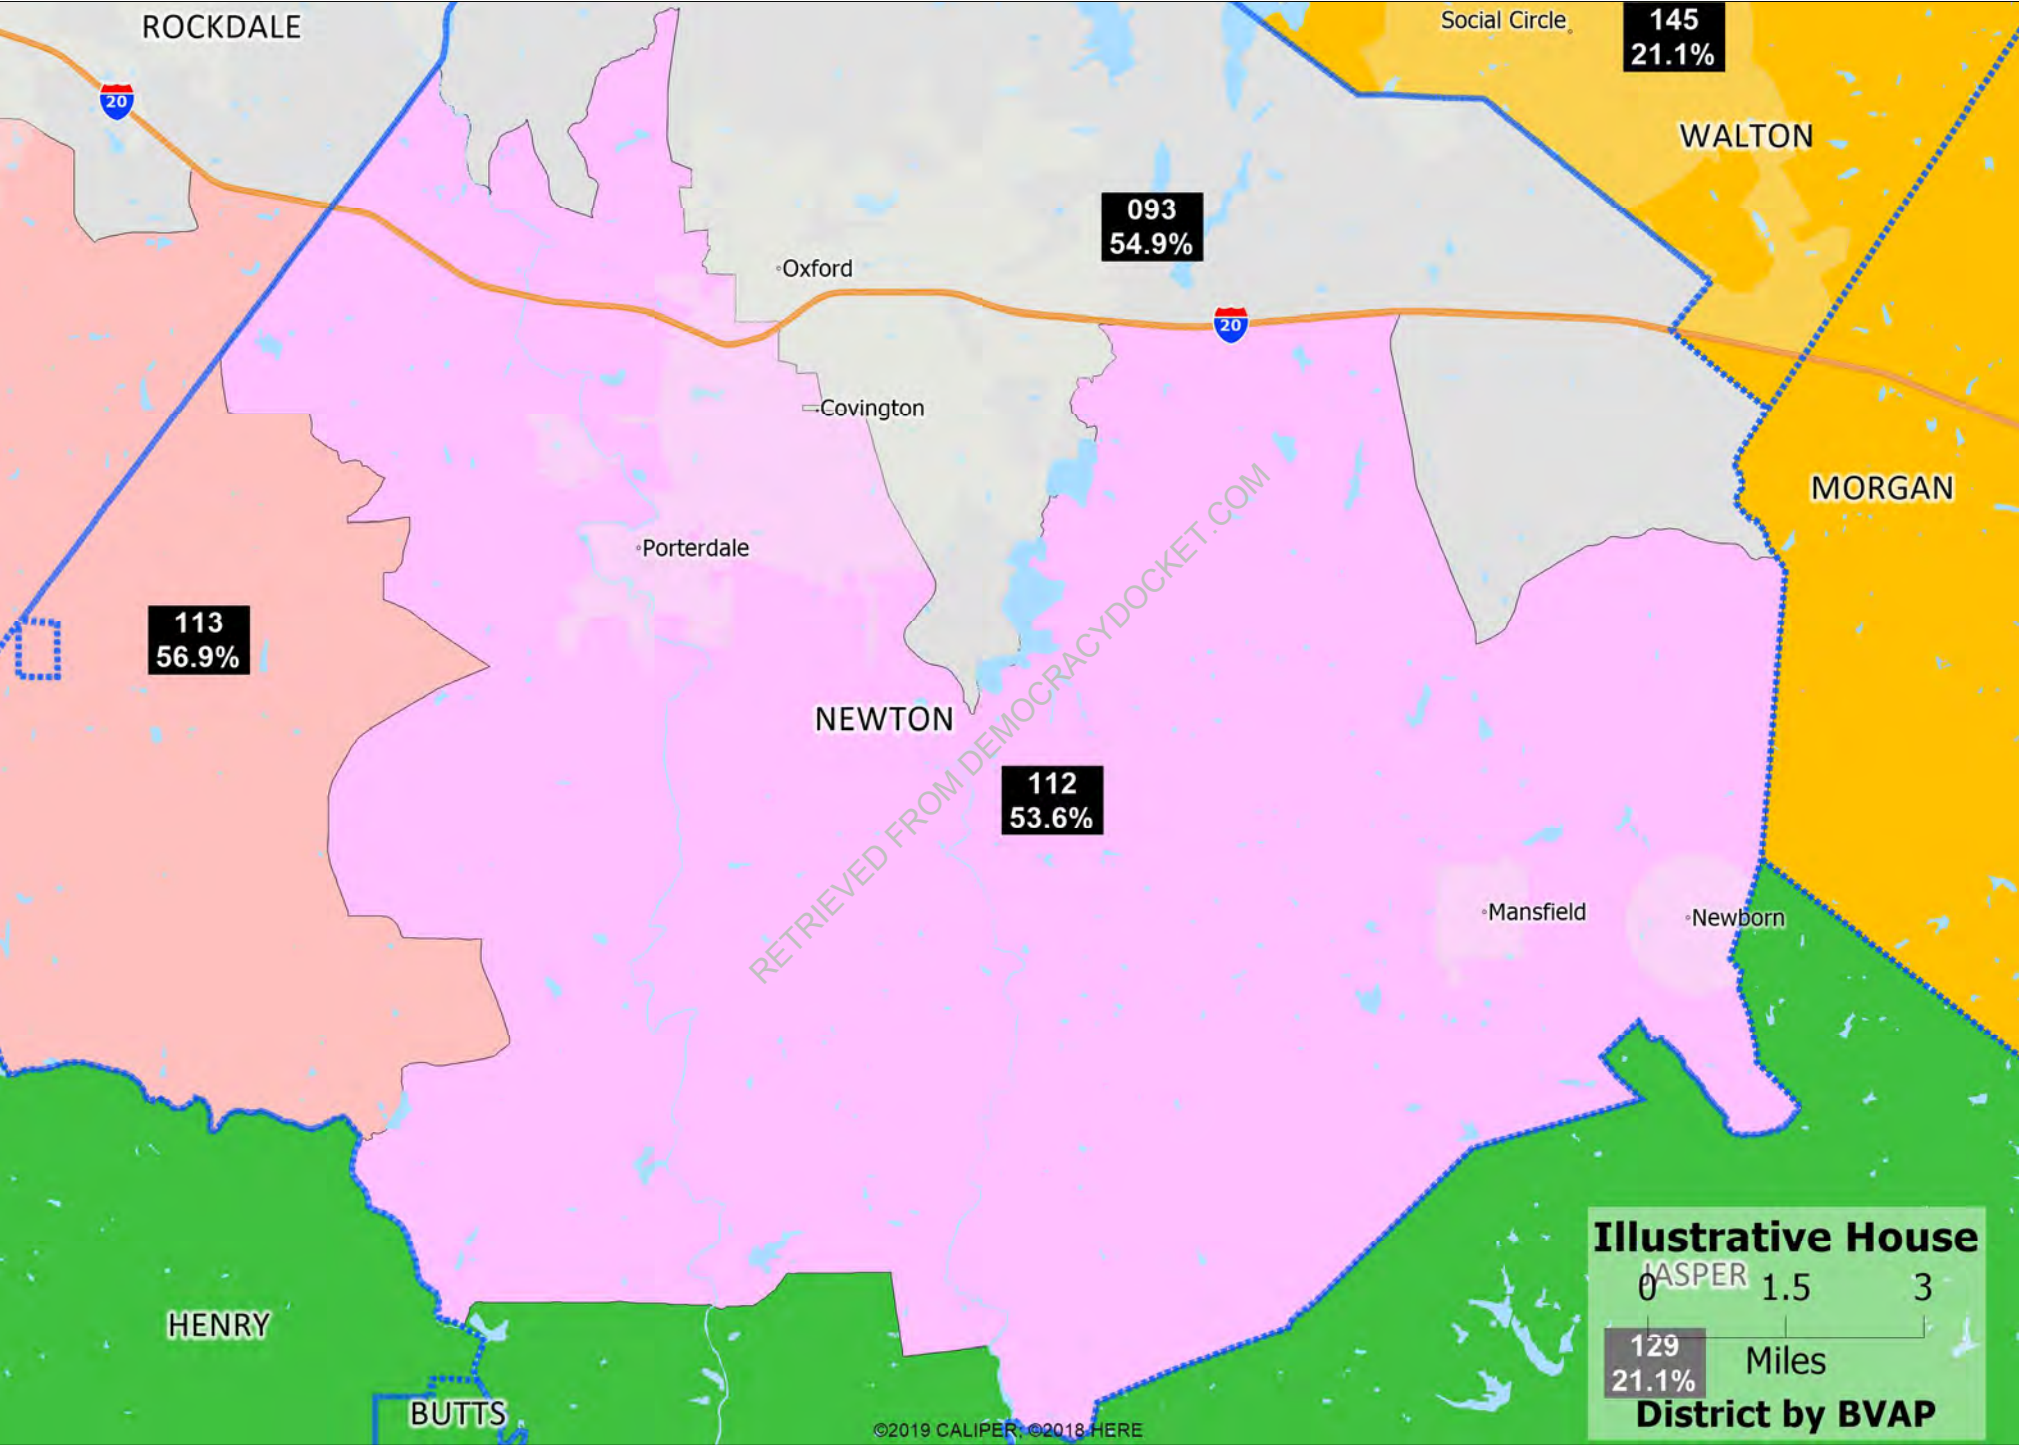 ROCKDALE
Social Circle
145
21.1%
20
WALTON
093
54.9%
Oxford
20
Covington
MORGAN
Porterdale
113
56.9%
NEWTON
112
53.6%
RETRIEVED FROM DEMOCRACYDOCKET.COM
Mansfield
Newborn
Illustrative House
JASPER
0 1.5 3
HENRY
129
21.1%
Miles
BUTTS
District by BVAP
©2019 CALIPER; ©2018 HERE